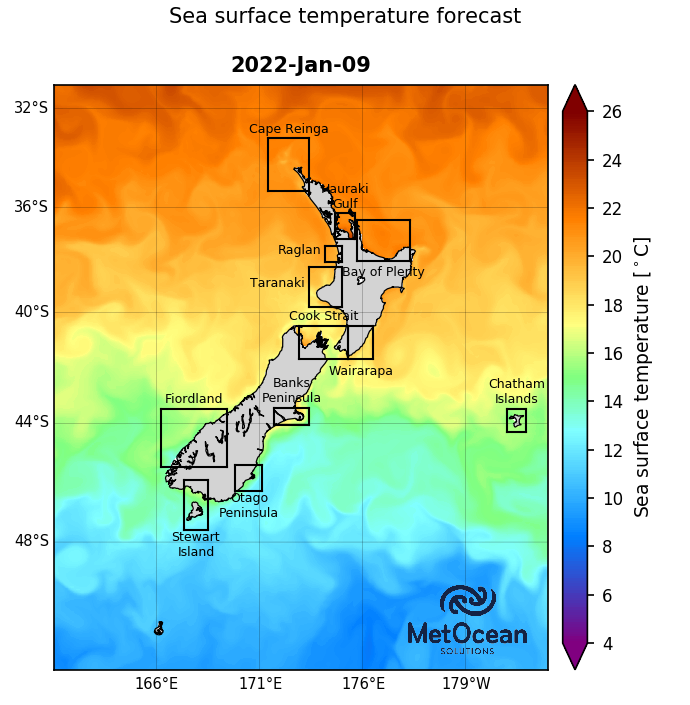 Sea surface temperature forecast
2022-Jan-09
32°S
36°S
40°S
44°S
48°S
Cape Reinga
Hauraki
Gulf
Raglan
Bay of Plenty
Taranaki
Cook Strait
Wairarapa
Banks
Peninsula
Fiordland
Chatham
Islands
Otago
Peninsula
Stewart
Island
MetOcean
SOLUTIONS
166°E
171°E
176°E
179°W
26
24
22
20
18
16
14
12
10
8
6
4
Sea surface temperature [°C]